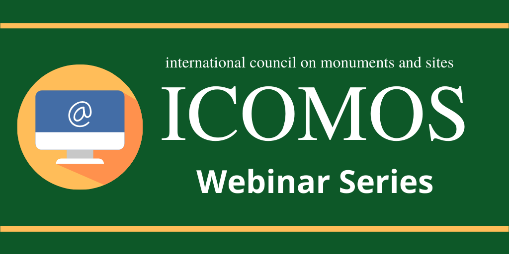 international council on monuments and sites
ICOMOS
@
Webinar Series